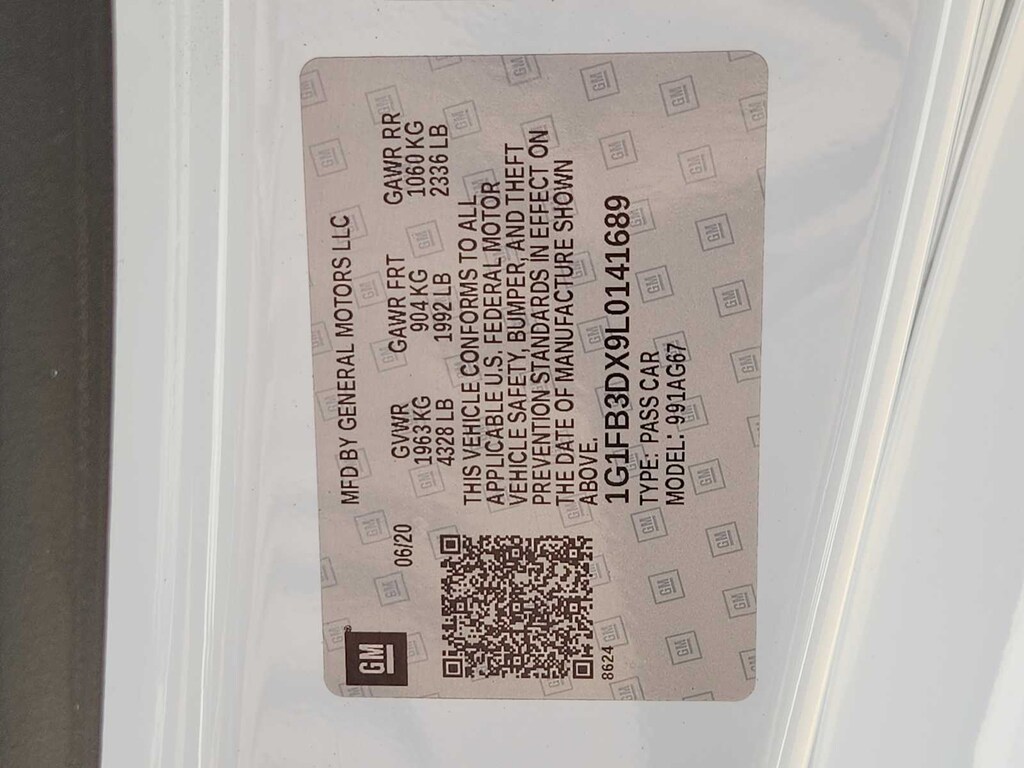 GM
MFD BY GENERAL MOTORS LLC
06/20 GVWR GAWR FRT GAWR RR
1963 KG 904 KG 1060 KG
4328 LB 1992 LB 2336 LB
THIS VEHICLE CONFORMS TO ALL
APPLICABLE U.S. FEDERAL MOTOR
VEHICLE SAFETY, BUMPER, AND THEFT
PREVENTION STANDARDS IN EFFECT ON
THE DATE OF MANUFACTURE SHOWN
ABOVE.
1G1FB3DX9L0141689
8624 TYPE: PASS CAR
MODEL: 991AG67